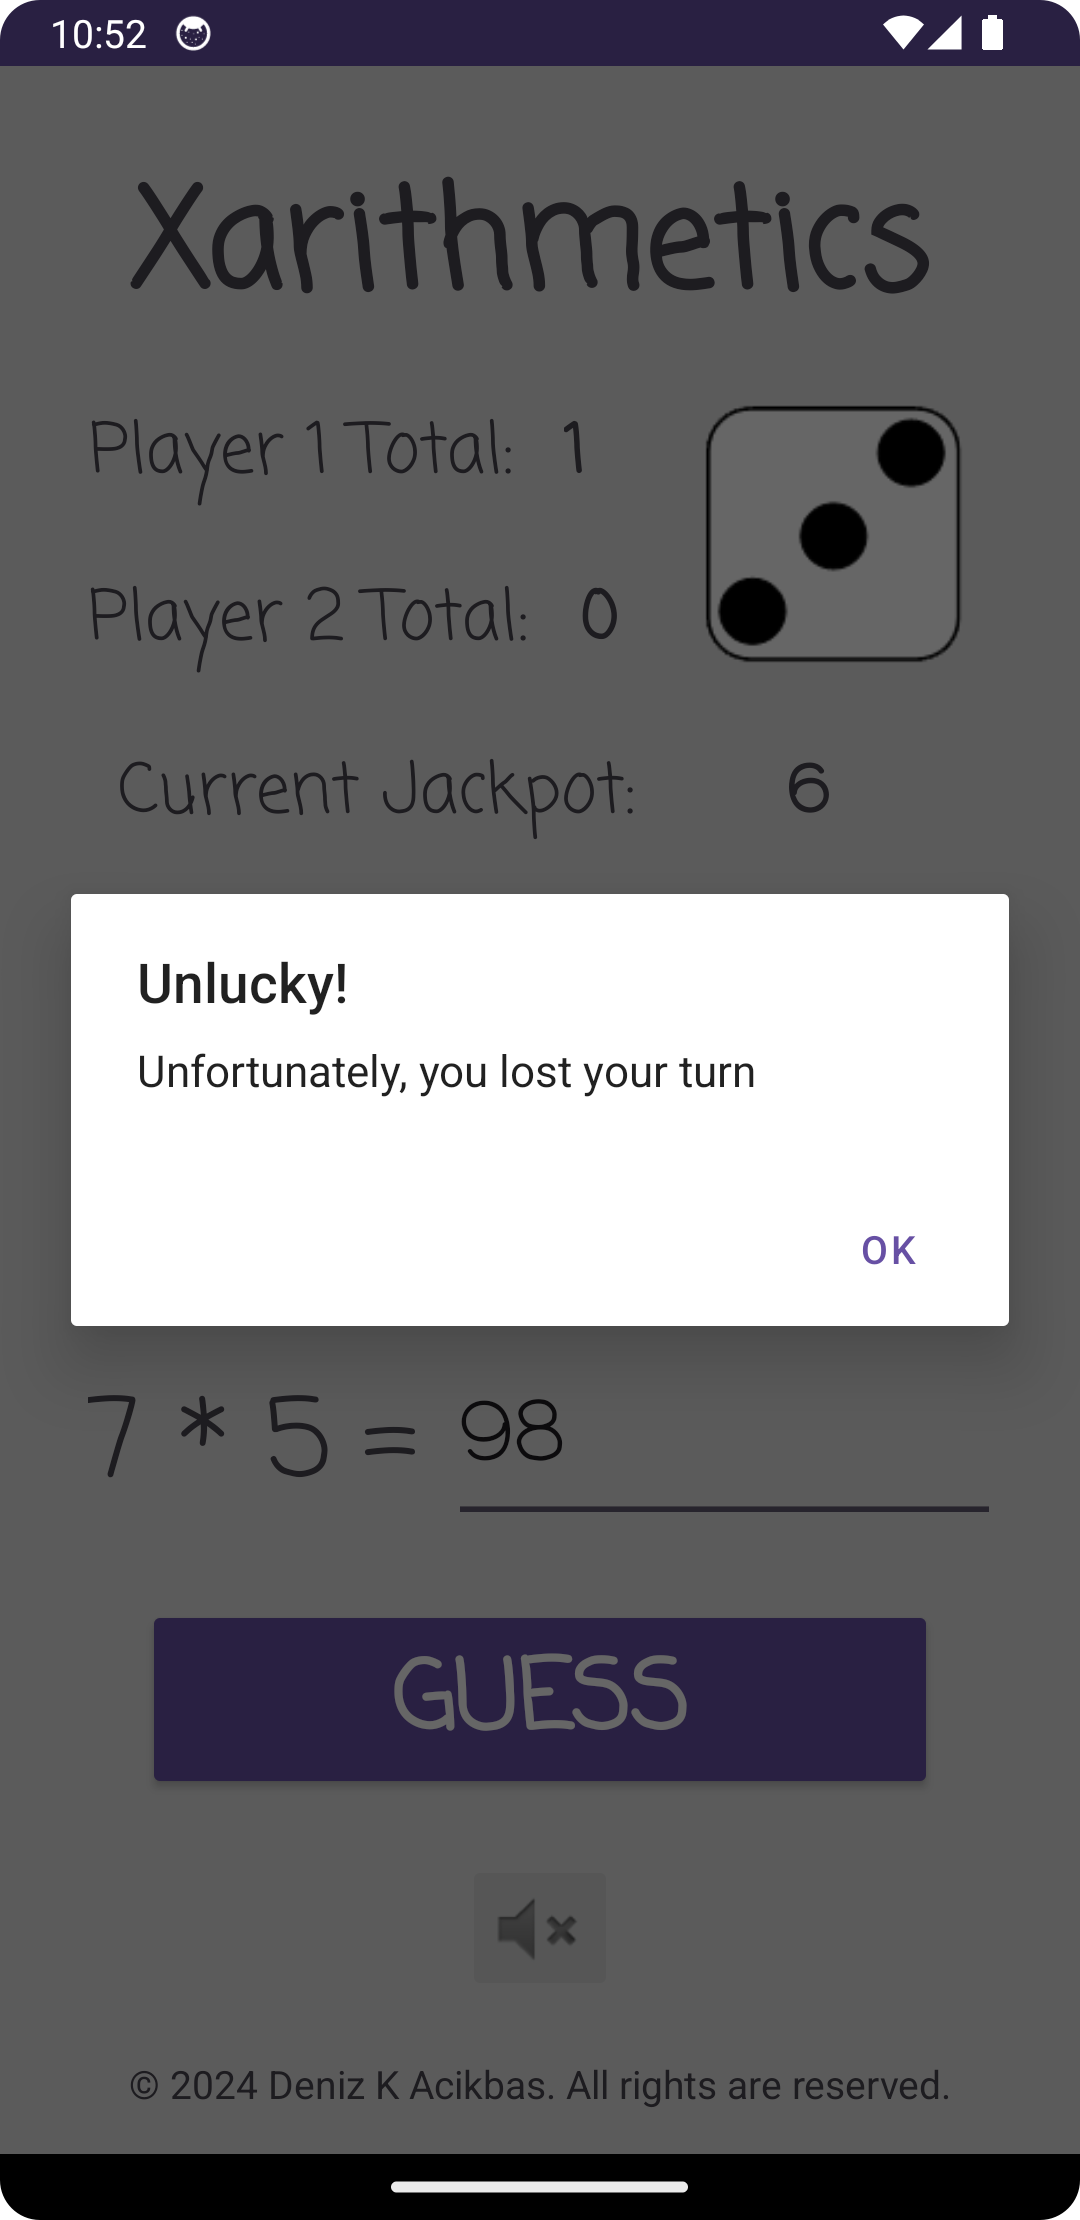 10:52
Xarithmetics
Player 1 Total: 1
Player 2 Total: 0
Current Jackpot: 6
Unlucky!
Unfortunately, you lost your turn
OK
7 * 5 = 98
GUESS
© 2024 Deniz K Acikbas. All rights are reserved.